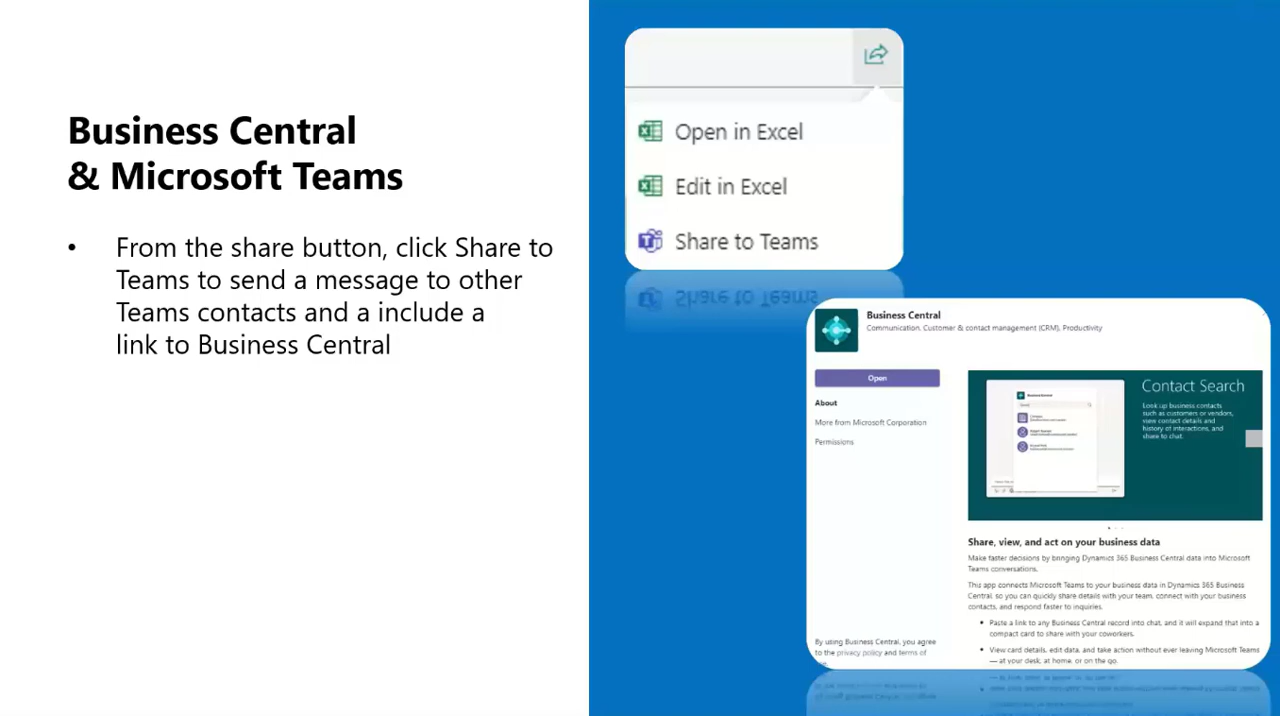 Business Central
& Microsoft Teams
• From the share button, click Share to
Teams to send a message to other
Teams contacts and a include a
link to Business Central
Open in Excel
Edit in Excel
Share to Teams
Business Central
Communication, Customer & contact management (CRM), Productivity
Open
About
More from Microsoft Corporation
Permissions
By using Business Central, you agree
to the privacy policy and terms of
Contact Search
Look up business contacts
such as customers or vendors,
view contact details and
history of interactions, and
share to chat.
Share, view, and act on your business data
Make faster decisions by bringing Dynamics 365 Business Central data into Microsoft
Teams conversations.
This app connects Microsoft Teams to your business data in Dynamics 365 Business
Central, so you can quickly share details with your team, connect with your business
contacts, and respond faster to inquiries.
• Paste a link to any Business Central record into chat, and it will expand that into a
compact card to share with your coworkers.
• View card details, edit data, and take action without ever leaving Microsoft Teams
— at your desk, at home, or on the go.